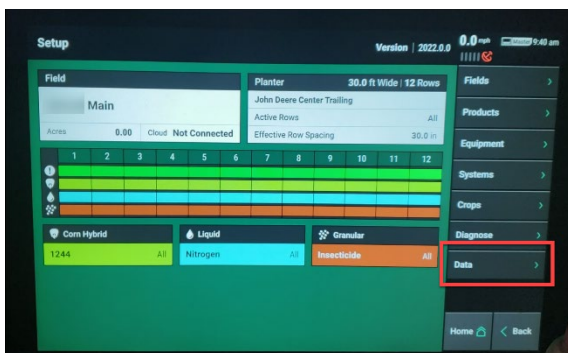 Setup
Version | 2022.0.0
0.0 mph
9:40 am
Field
Main
Acres 0.00 Cloud Not Connected
Planter 30.0 ft Wide | 12 Rows
John Deere Center Trailing
Active Rows All
Effective Row Spacing 30.0 in
1 2 3 4 5 6 7 8 9 10 11 12
Corn Hybrid
1244 All
Liquid
Nitrogen All
Granular
Insecticide All
Fields
Products
Equipment
Systems
Crops
Diagnose
Data
Home
Back